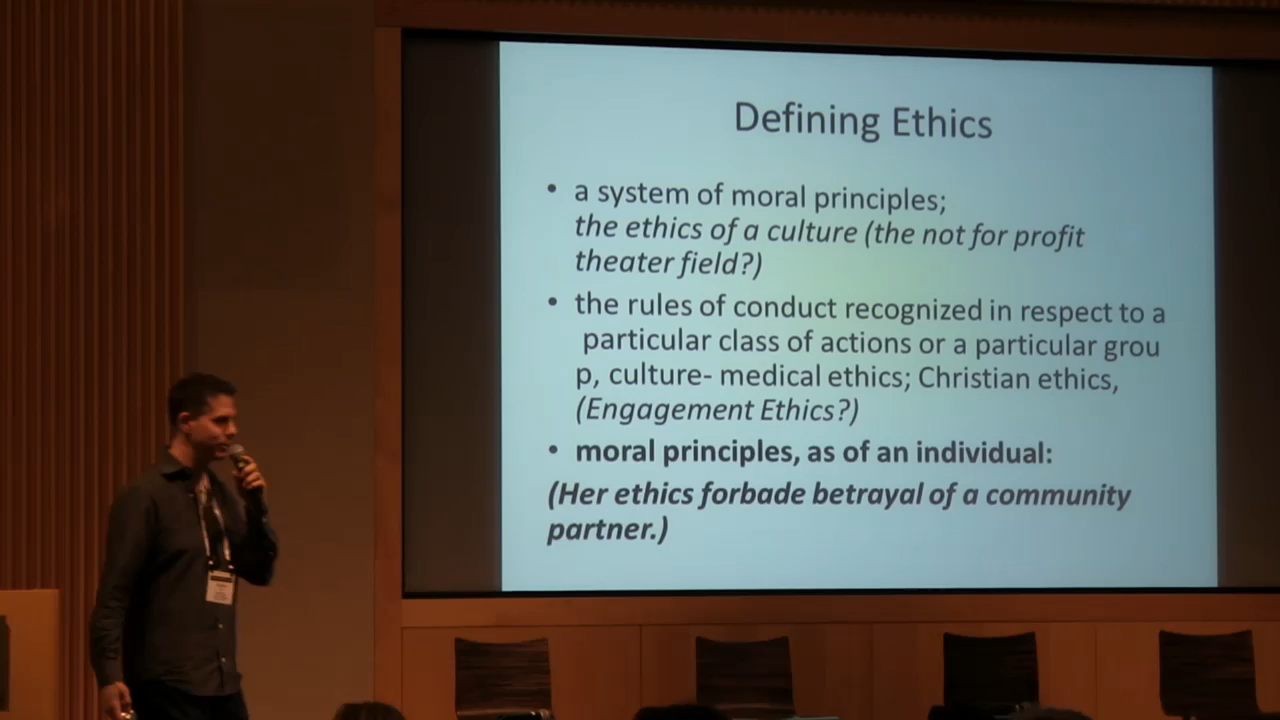 Defining Ethics
• a system of moral principles;
the ethics of a culture (the not for profit
theater field?)
• the rules of conduct recognized in respect to a
particular class of actions or a particular grou
p, culture- medical ethics; Christian ethics,
(Engagement Ethics?)
• moral principles, as of an individual:
(Her ethics forbade betrayal of a community
partner.)